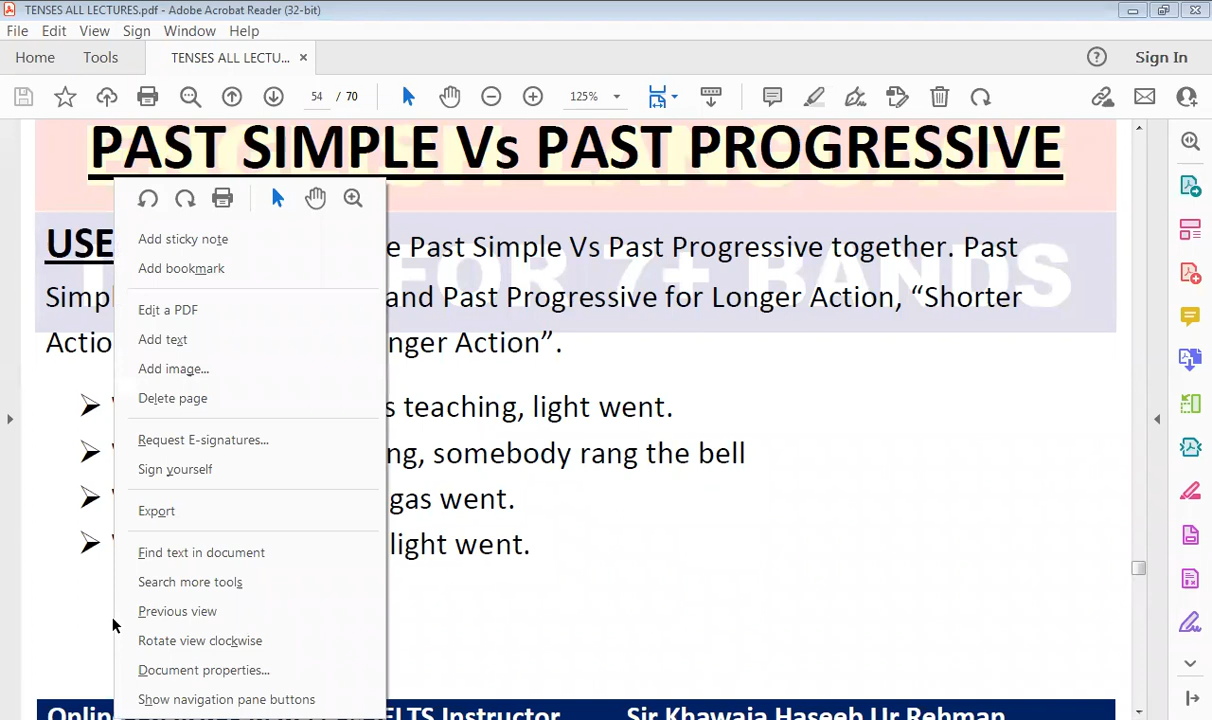 TENSES ALL LECTURES.pdf - Adobe Acrobat Reader (32-bit)
File Edit View Sign Window Help
Home Tools TENSES ALL LECTU... × Sign In
54 / 70 125%
PAST SIMPLE Vs PAST PROGRESSIVE
USE e Past Simple Vs Past Progressive together. Past
Simpl and Past Progressive for Longer Action, “Shorter
Actio nger Action”.
s teaching, light went.
ng, somebody rang the bell
gas went.
light went.
FOR 7+ BANDS
Add sticky note
Add bookmark
Edit a PDF
Add text
Add image...
Delete page
Request E-signatures...
Sign yourself
Export
Find text in document
Search more tools
Previous view
Rotate view clockwise
Document properties...
Show navigation pane buttons
Onlin ELTS Instructor Sir Khawaja Haseeb Ur Rehman